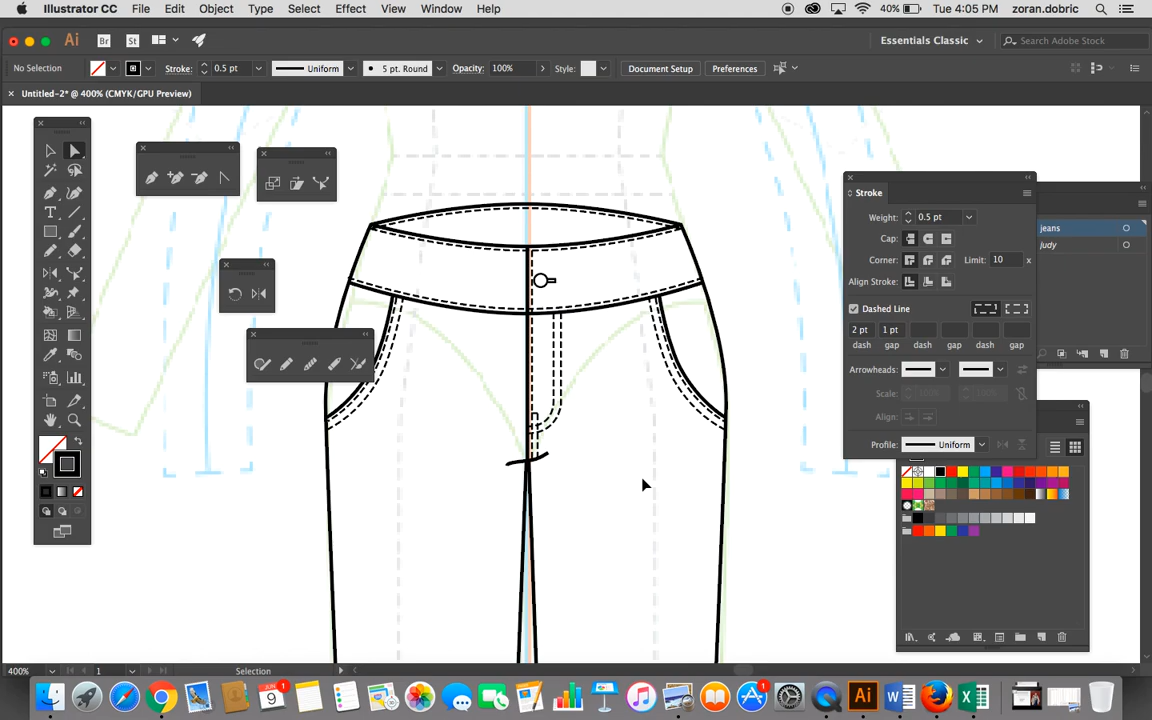 Illustrator CC File Edit Object Type Select Effect View Window Help 40% Tue 4:05 PM zoran.dobric
Ai Br St Essentials Classic Search Adobe Stock
No Selection Stroke: 0.5 pt Uniform 5 pt. Round Opacity: 100% Style: Document Setup Preferences
× Untitled-2* @ 400% (CMYK/GPU Preview)
Stroke
Weight: 0.5 pt
Cap:
Corner: Limit: 10 x
Align Stroke:
Dashed Line
2 pt 1 pt
dash gap dash gap dash gap
Arrowheads:
Scale:
Align:
Profile: Uniform
jeans
judy
400% 1 Selection
9 1
Ai W X
1